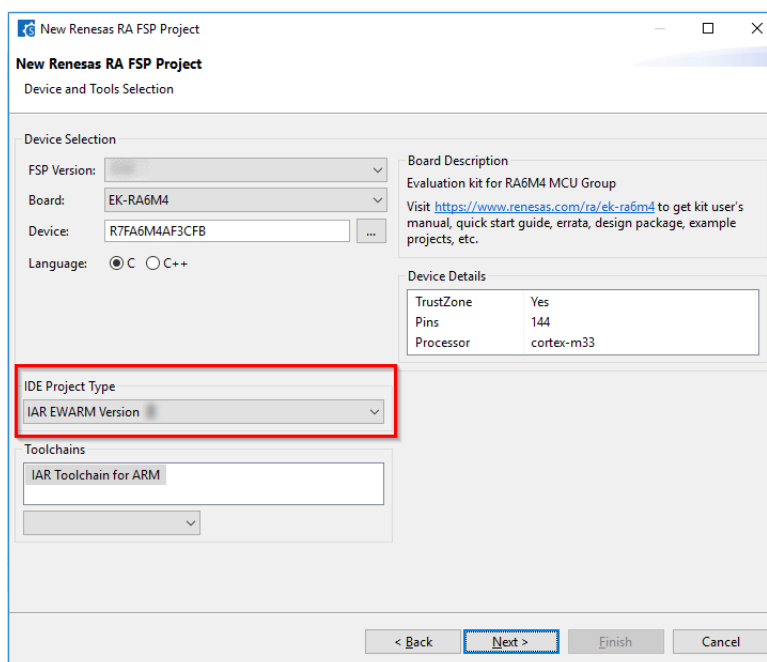 New Renesas RA FSP Project
New Renesas RA FSP Project
Device and Tools Selection
Device Selection
FSP Version:
Board: EK-RA6M4
Device: R7FA6M4AF3CFB ...
Language: C C++
Board Description
Evaluation kit for RA6M4 MCU Group
Visit https://www.renesas.com/ra/ek-ra6m4 to get kit user's
manual, quick start guide, errata, design package, example
projects, etc.
Device Details
TrustZone Yes
Pins 144
Processor cortex-m33
IDE Project Type
IAR EWARM Version
Toolchains
IAR Toolchain for ARM
< Back Next > Finish Cancel